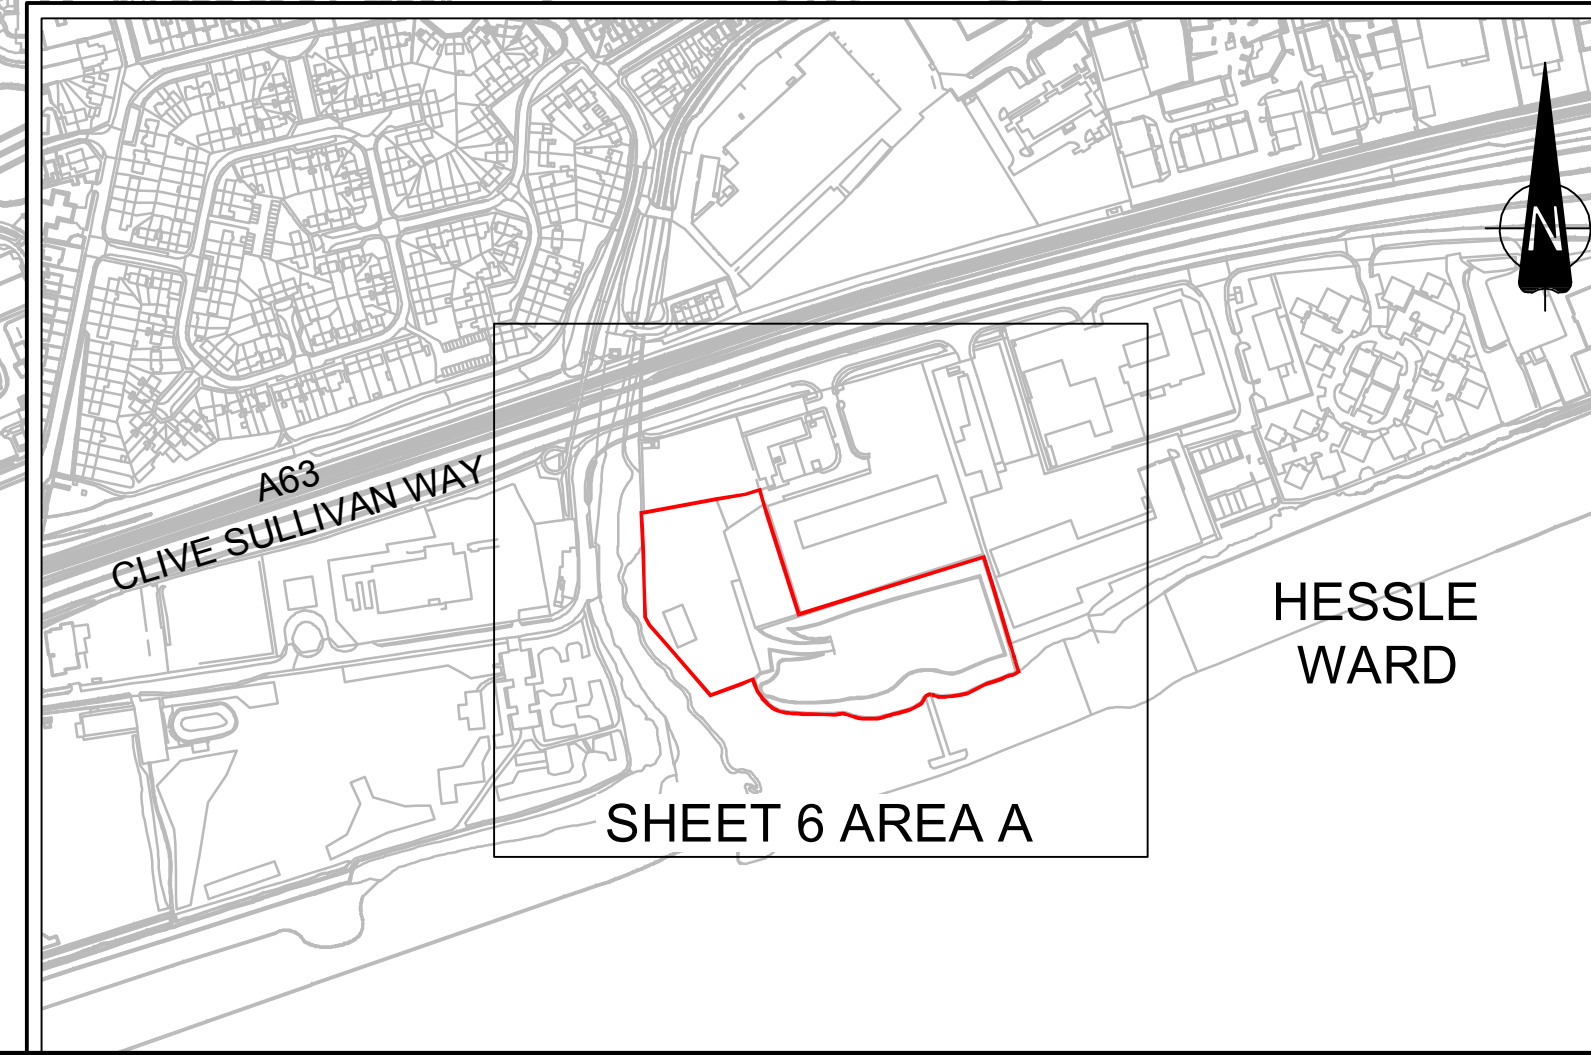 N
A63
CLIVE SULLIVAN WAY
HESSLE
WARD
SHEET 6 AREA A